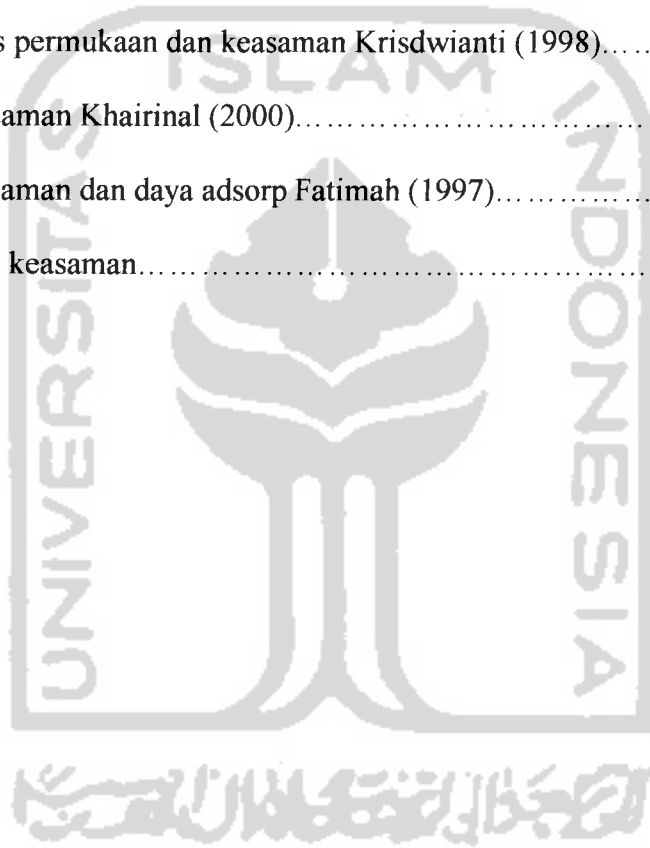 s permukaan dan keasaman Krisdwianti (1998)......
aman Khairinal (2000)....................................
aman dan daya adsorp Fatimah (1997)...............
keasaman....................................................
ISLAM
UNIVERSITAS
INDONESIA